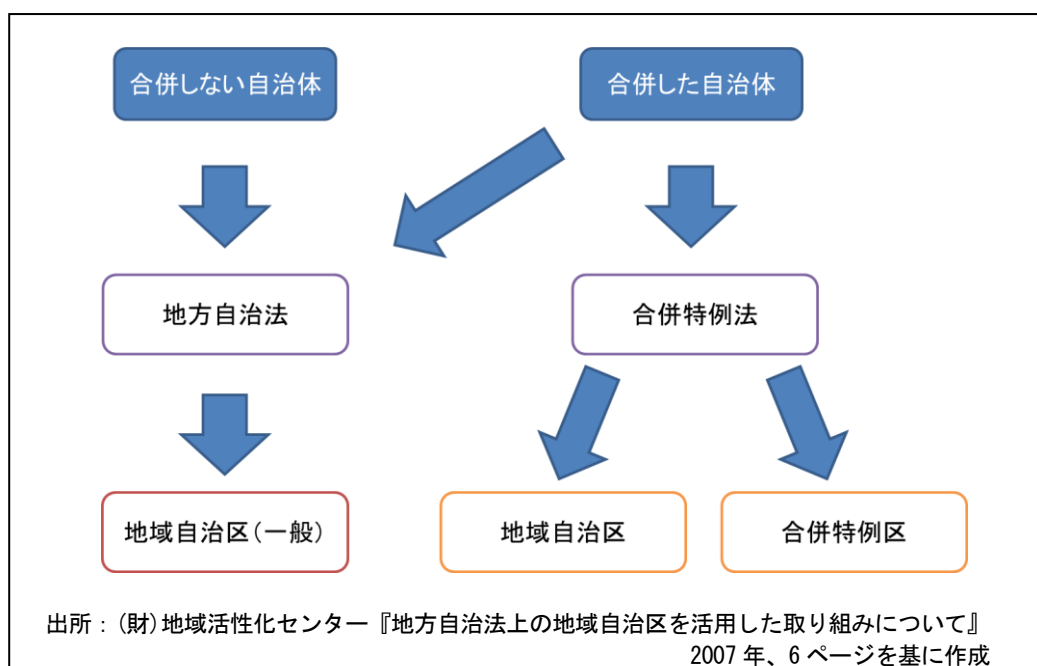 合併しない自治体
合併した自治体
地方自治法
合併特例法
地域自治区(一般)
地域自治区
合併特例区
出所：(財)地域活性化センター『地方自治法上の地域自治区を活用した取り組みについて』
2007 年、6 ページを基に作成